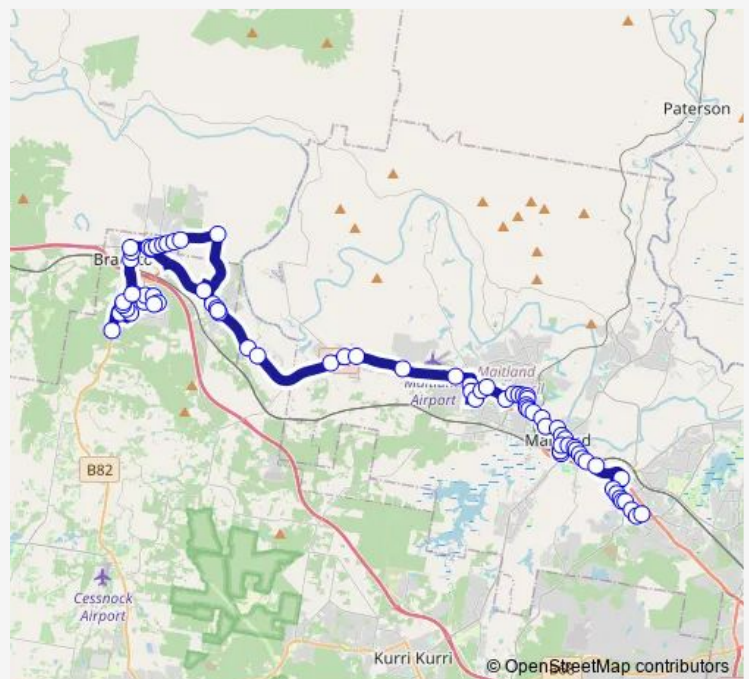 Paterson
Maitland
Airport
B82
Cessnock
Airport
Kurri Kurri
© OpenStreetMap contributors